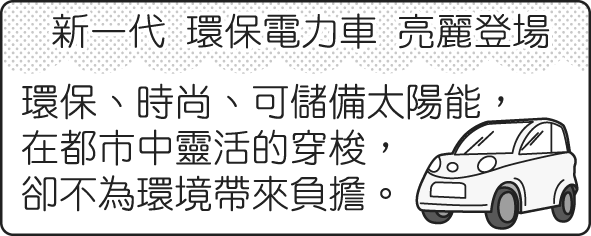 新一代 環保電力車 亮麗登場
環保、時尚、可儲備太陽能，
在都市中靈活的穿梭，
卻不為環境帶來負擔。